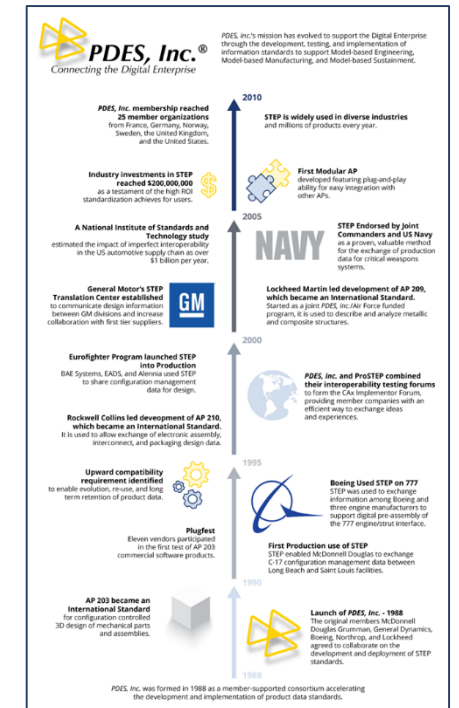 PDES, Inc.®
Connecting the Digital Enterprise
PDES, Inc.'s mission has evolved to support the Digital Enterprise
through the development, testing, and implementation of
information standards to support Model-based Engineering,
Model-based Manufacturing, and Model-based Sustainment.
2010
PDES, Inc. membership reached
25 member organizations
from France, Germany, Norway,
Sweden, the United Kingdom,
and the United States.
STEP is widely used in diverse industries
and millions of products every year.
Industry investments in STEP
reached $200,000,000
as a testament of the high ROI
standardization achieves for users.
$
First Modular AP
developed featuring plug-and-play
ability for easy integration with
other APs.
2005
A National Institute of Standards and
Technology study
estimated the impact of imperfect interoperability
in the US automotive supply chain as over
$1 billion per year.
NAVY
STEP Endorsed by Joint
Commanders and US Navy
as a proven, valuable method
for the exchange of production
data for critical weapons
systems.
General Motor's STEP
Translation Center established
to communicate design information
between GM divisions and increase
collaboration with first tier suppliers.
GM
Lockheed Martin led development of AP 209,
which became an International Standard.
Started as a joint PDES, Inc./Air Force funded
program, it is used to describe and analyze metallic
and composite structures.
2000
Eurofighter Program launched STEP
into Production
BAE Systems, EADS, and Alennia used STEP
to share configuration management
data for design.
PDES, Inc. and ProSTEP combined
their interoperability testing forums
to form the CAx Implementor Forum,
providing member companies with an
efficient way to exchange ideas
and experiences.
Rockwell Collins led deveopment of AP 210,
which became an International Standard.
It is used to allow exchange of electronic assembly,
interconnect, and packaging design data.
1995
Upward compatibility
requirement identified
to enable evolution, re-use, and long
term retention of product data.
Boeing Used STEP on 777
STEP was used to exchange
information among Boeing and
three engine manufacturers to
support digital pre-assembly of
the 777 engine/strut interface.
Plugfest
Eleven vendors participated
in the first test of AP 203
commercial software products.
First Production use of STEP
STEP enabled McDonnell Douglas to exchange
C-17 configuration management data between
Long Beach and Saint Louis facilities.
1990
AP 203 became an
International Standard
for configuration controlled
3D design of mechanical parts
and assemblies.
Launch of PDES, Inc. - 1988
The original members McDonnell
Douglas Grumman, General Dynamics,
Boeing, Northrop, and Lockheed
agreed to collaborate on the
development and deployment of STEP
standards.
1988
PDES, Inc. was formed in 1988 as a member-supported consortium accelerating
the development and implementation of product data standards.